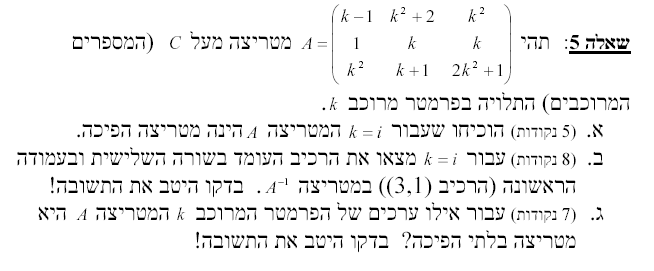 שאלה 5: תהי A = \begin{pmatrix} k-1 & k^2+2 & k^2 \\ 1 & k & k \\ k^2 & k+1 & 2k^2+1 \end{pmatrix} מטריצה מעל C (המספרים
המרוכבים) התלויה בפרמטר מרוכב k.
א. (5 נקודות) הוכיחו שעבור k = i המטריצה A הינה מטריצה הפיכה.
ב. (8 נקודות) עבור k = i מצאו את הרכיב העומד בשורה השלישית ובעמודה
הראשונה (הרכיב (3,1)) במטריצה A^{-1}. בדקו היטב את התשובה!
ג. (7 נקודות) עבור אילו ערכים של הפרמטר המרוכב k המטריצה A היא
מטריצה בלתי הפיכה? בדקו היטב את התשובה!